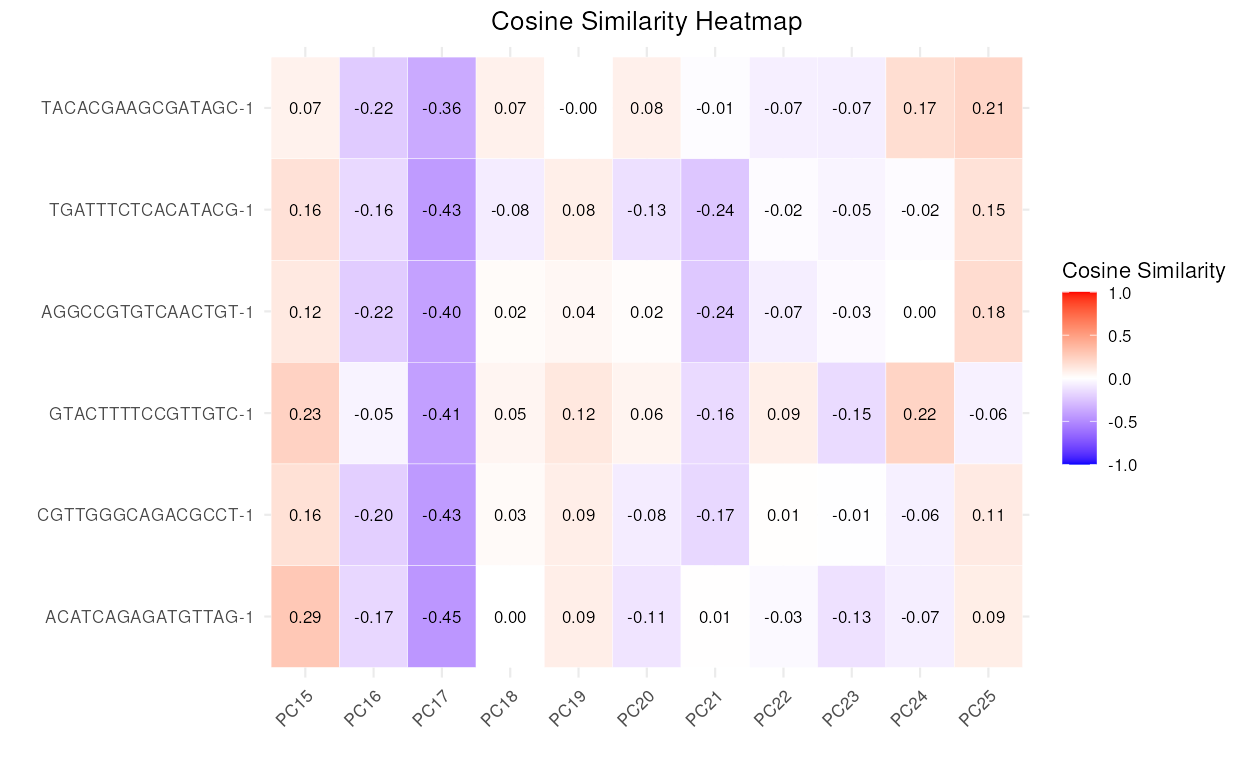 Cosine Similarity Heatmap
TACACGAAGCGATAGC-1 0.07 -0.22 -0.36 0.07 -0.00 0.08 -0.01 -0.07 -0.07 0.17 0.21
TGATTTCTCACATACG-1 0.16 -0.16 -0.43 -0.08 0.08 -0.13 -0.24 -0.02 -0.05 -0.02 0.15
AGGCCGTGTCAACTGT-1 0.12 -0.22 -0.40 0.02 0.04 0.02 -0.24 -0.07 -0.03 0.00 0.18
GTACTTTTCCGTTGTC-1 0.23 -0.05 -0.41 0.05 0.12 0.06 -0.16 0.09 -0.15 0.22 -0.06
CGTTGGGCAGACGCCT-1 0.16 -0.20 -0.43 0.03 0.09 -0.08 -0.17 0.01 -0.01 -0.06 0.11
ACATCAGAGATGTTAG-1 0.29 -0.17 -0.45 0.00 0.09 -0.11 0.01 -0.03 -0.13 -0.07 0.09
PC15 PC16 PC17 PC18 PC19 PC20 PC21 PC22 PC23 PC24 PC25
Cosine Similarity
1.0
0.5
0.0
-0.5
-1.0